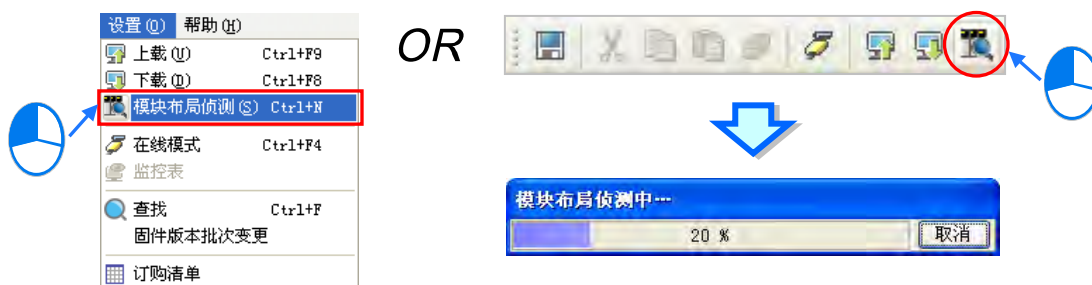 设置(O) 帮助(H)
上载(U) Ctrl+F9
下载(D) Ctrl+F8
模块布局侦测(S) Ctrl+N
在线模式 Ctrl+F4
监控表
查找 Ctrl+F
固件版本批次变更
订购清单
OR
模块布局侦测中…
20 %
取消